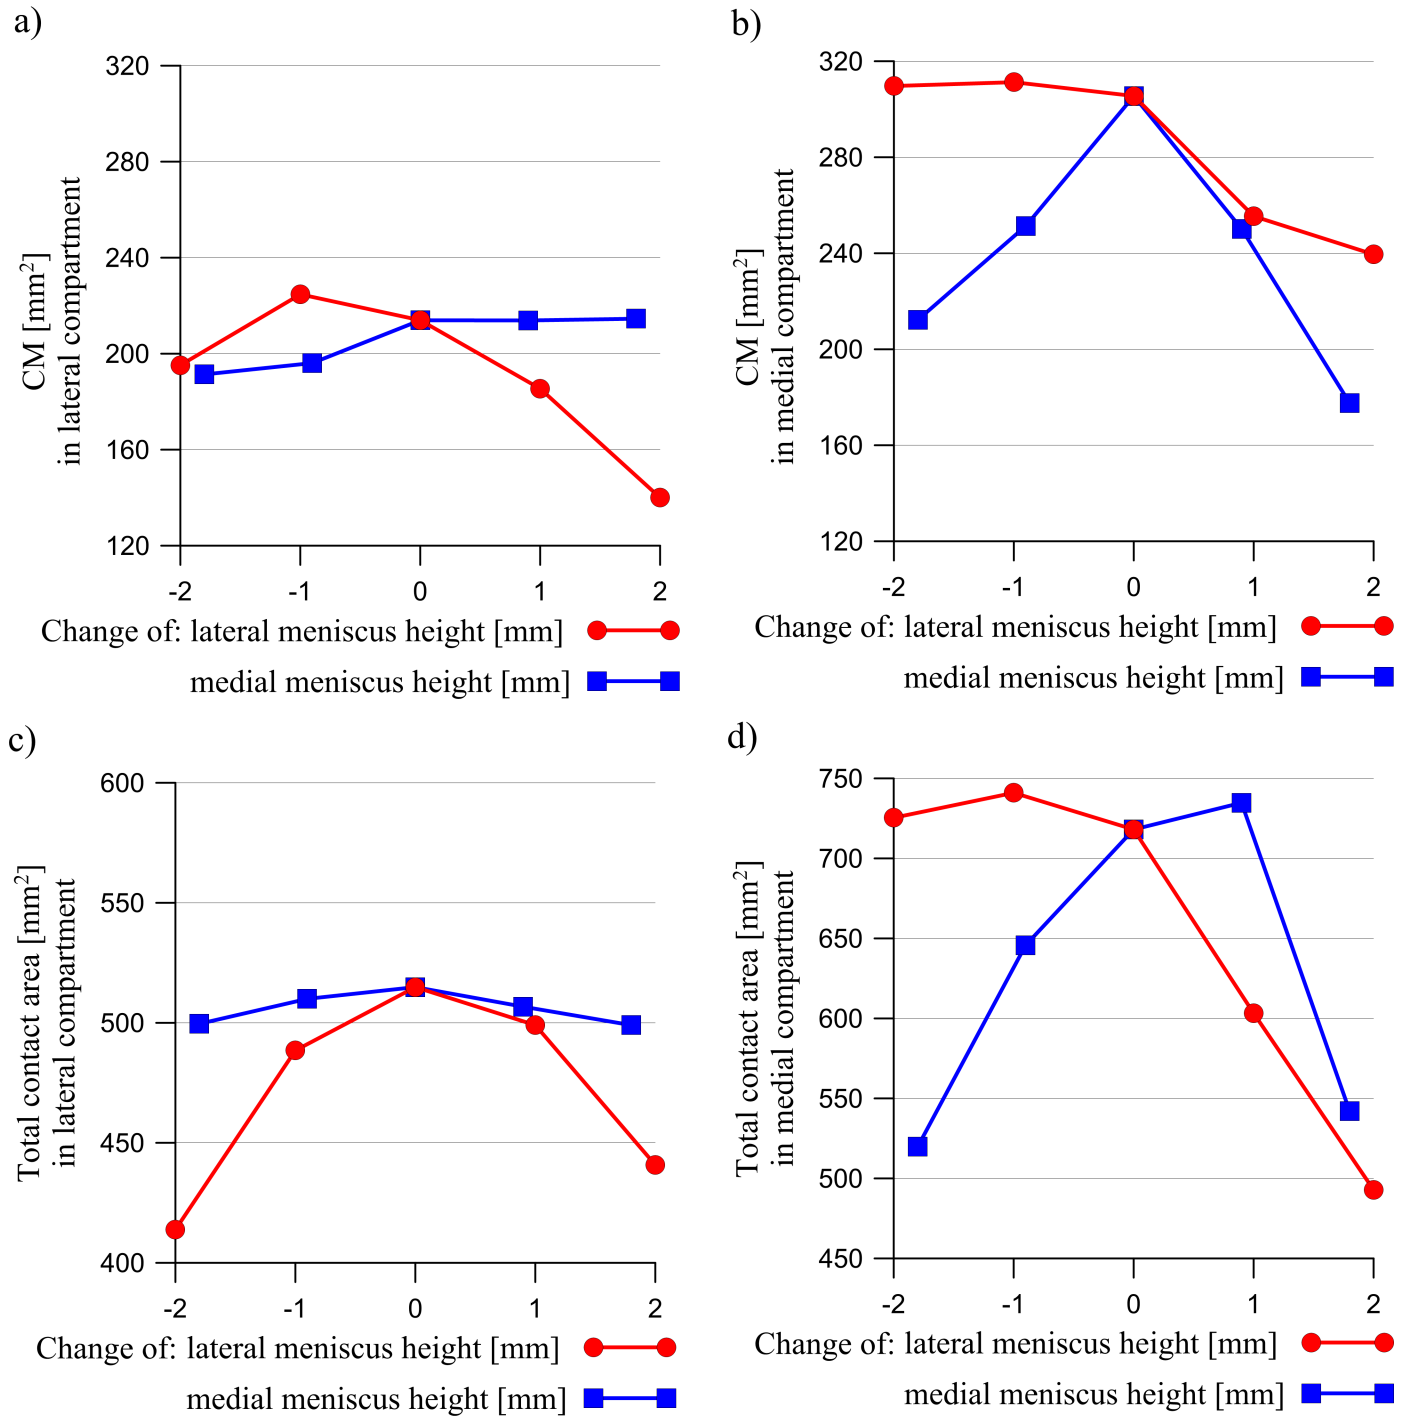 a)
320
280
240
200
160
120
CM [mm²]
in lateral compartment
-2 -1 0 1 2
Change of: lateral meniscus height [mm]
medial meniscus height [mm]
b)
320
280
240
200
160
120
CM [mm²]
in medial compartment
-2 -1 0 1 2
Change of: lateral meniscus height [mm]
medial meniscus height [mm]
c)
600
550
500
450
400
Total contact area [mm²]
in lateral compartment
-2 -1 0 1 2
Change of: lateral meniscus height [mm]
medial meniscus height [mm]
d)
750
700
650
600
550
500
450
Total contact area [mm²]
in medial compartment
-2 -1 0 1 2
Change of: lateral meniscus height [mm]
medial meniscus height [mm]